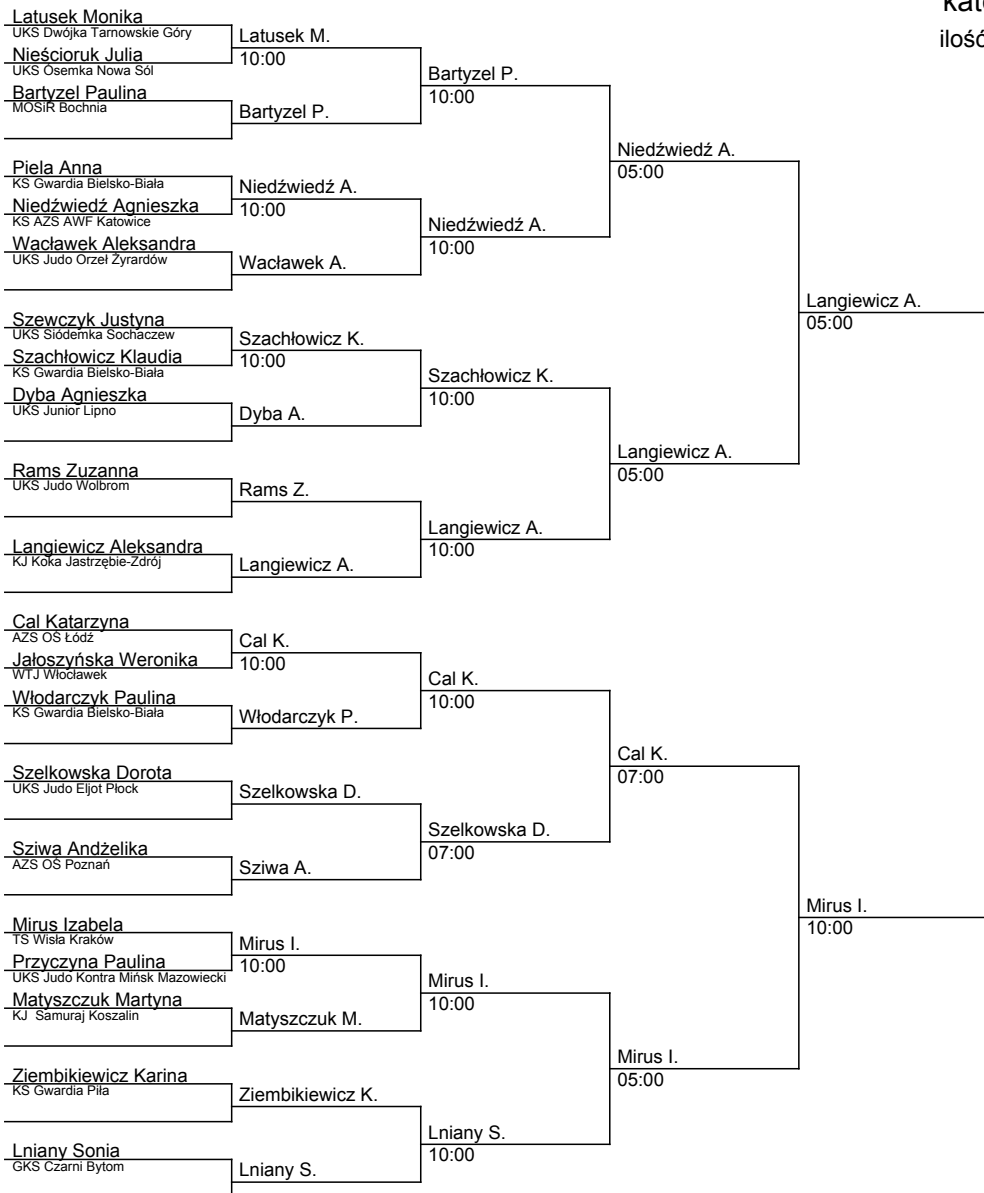 Latusek Monika
UKS Dwójka Tarnowskie Góry
Nieścioruk Julia
UKS Ósemka Nowa Sól
Bartyzel Paulina
MOSiR Bochnia
Piela Anna
KS Gwardia Bielsko-Biała
Niedźwiedź Agnieszka
KS AZS AWF Katowice
Wacławek Aleksandra
UKS Judo Orzeł Żyrardów
Szewczyk Justyna
UKS Siódemka Sochaczew
Szachłowicz Klaudia
KS Gwardia Bielsko-Biała
Dyba Agnieszka
UKS Junior Lipno
Rams Zuzanna
UKS Judo Wolbrom
Langiewicz Aleksandra
KJ Koka Jastrzębie-Zdrój
Cal Katarzyna
AZS OŚ Łódź
Jałoszyńska Weronika
WTJ Włocławek
Włodarczyk Paulina
KS Gwardia Bielsko-Biała
Szelkowska Dorota
UKS Judo Eljot Płock
Sziwa Andżelika
AZS OŚ Poznań
Mirus Izabela
TS Wisła Kraków
Przyczyna Paulina
UKS Judo Kontra Mińsk Mazowiecki
Matyszczuk Martyna
KJ Samuraj Koszalin
Ziembikiewicz Karina
KS Gwardia Piła
Lniany Sonia
GKS Czarni Bytom
Latusek M.
10:00
Bartyzel P.
Niedźwiedź A.
10:00
Wacławek A.
Szachłowicz K.
10:00
Dyba A.
Rams Z.
Langiewicz A.
Cal K.
10:00
Włodarczyk P.
Szelkowska D.
Sziwa A.
Mirus I.
10:00
Matyszczuk M.
Ziembikiewicz K.
Lniany S.
Bartyzel P.
10:00
Niedźwiedź A.
10:00
Szachłowicz K.
10:00
Langiewicz A.
10:00
Cal K.
10:00
Szelkowska D.
07:00
Mirus I.
10:00
Lniany S.
10:00
Niedźwiedź A.
05:00
Langiewicz A.
05:00
Cal K.
07:00
Mirus I.
05:00
Langiewicz A.
05:00
Mirus I.
10:00
ilość